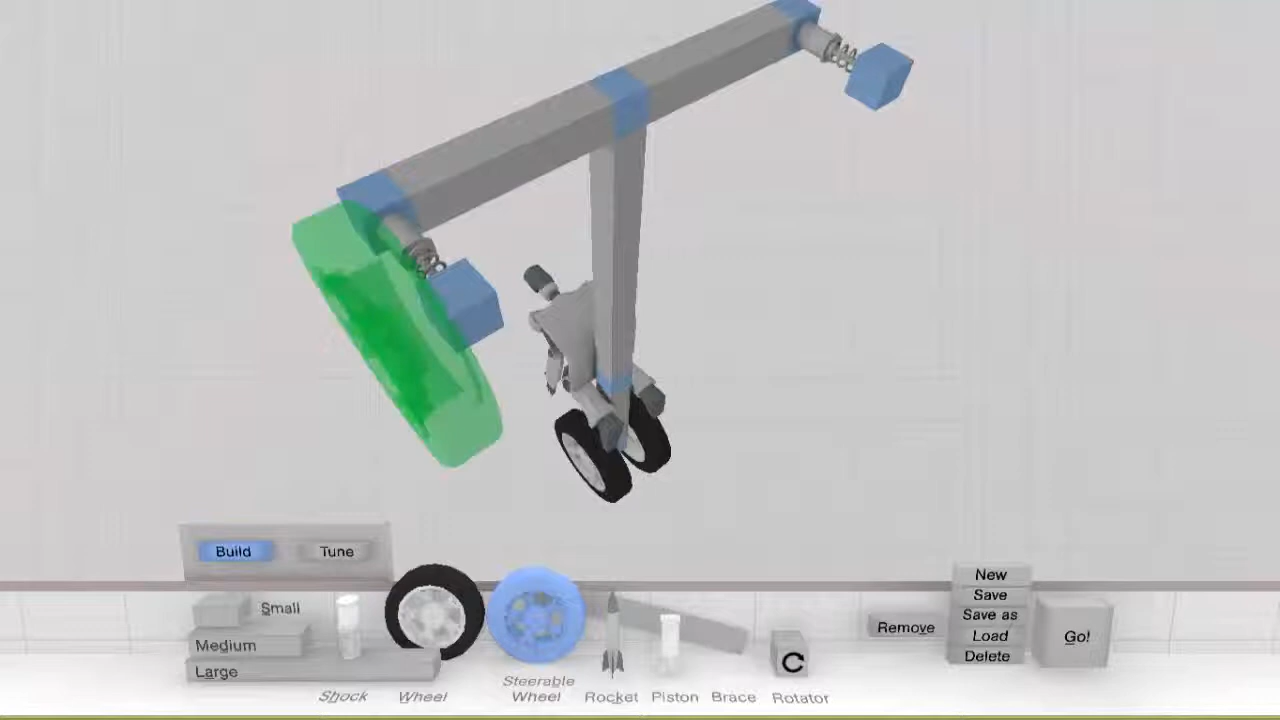 Build
Tune
Small
Medium
Large
Shock
Wheel
Steerable
Wheel
Rocket
Piston
Brace
Rotator
Remove
New
Save
Save as
Load
Delete
Go!